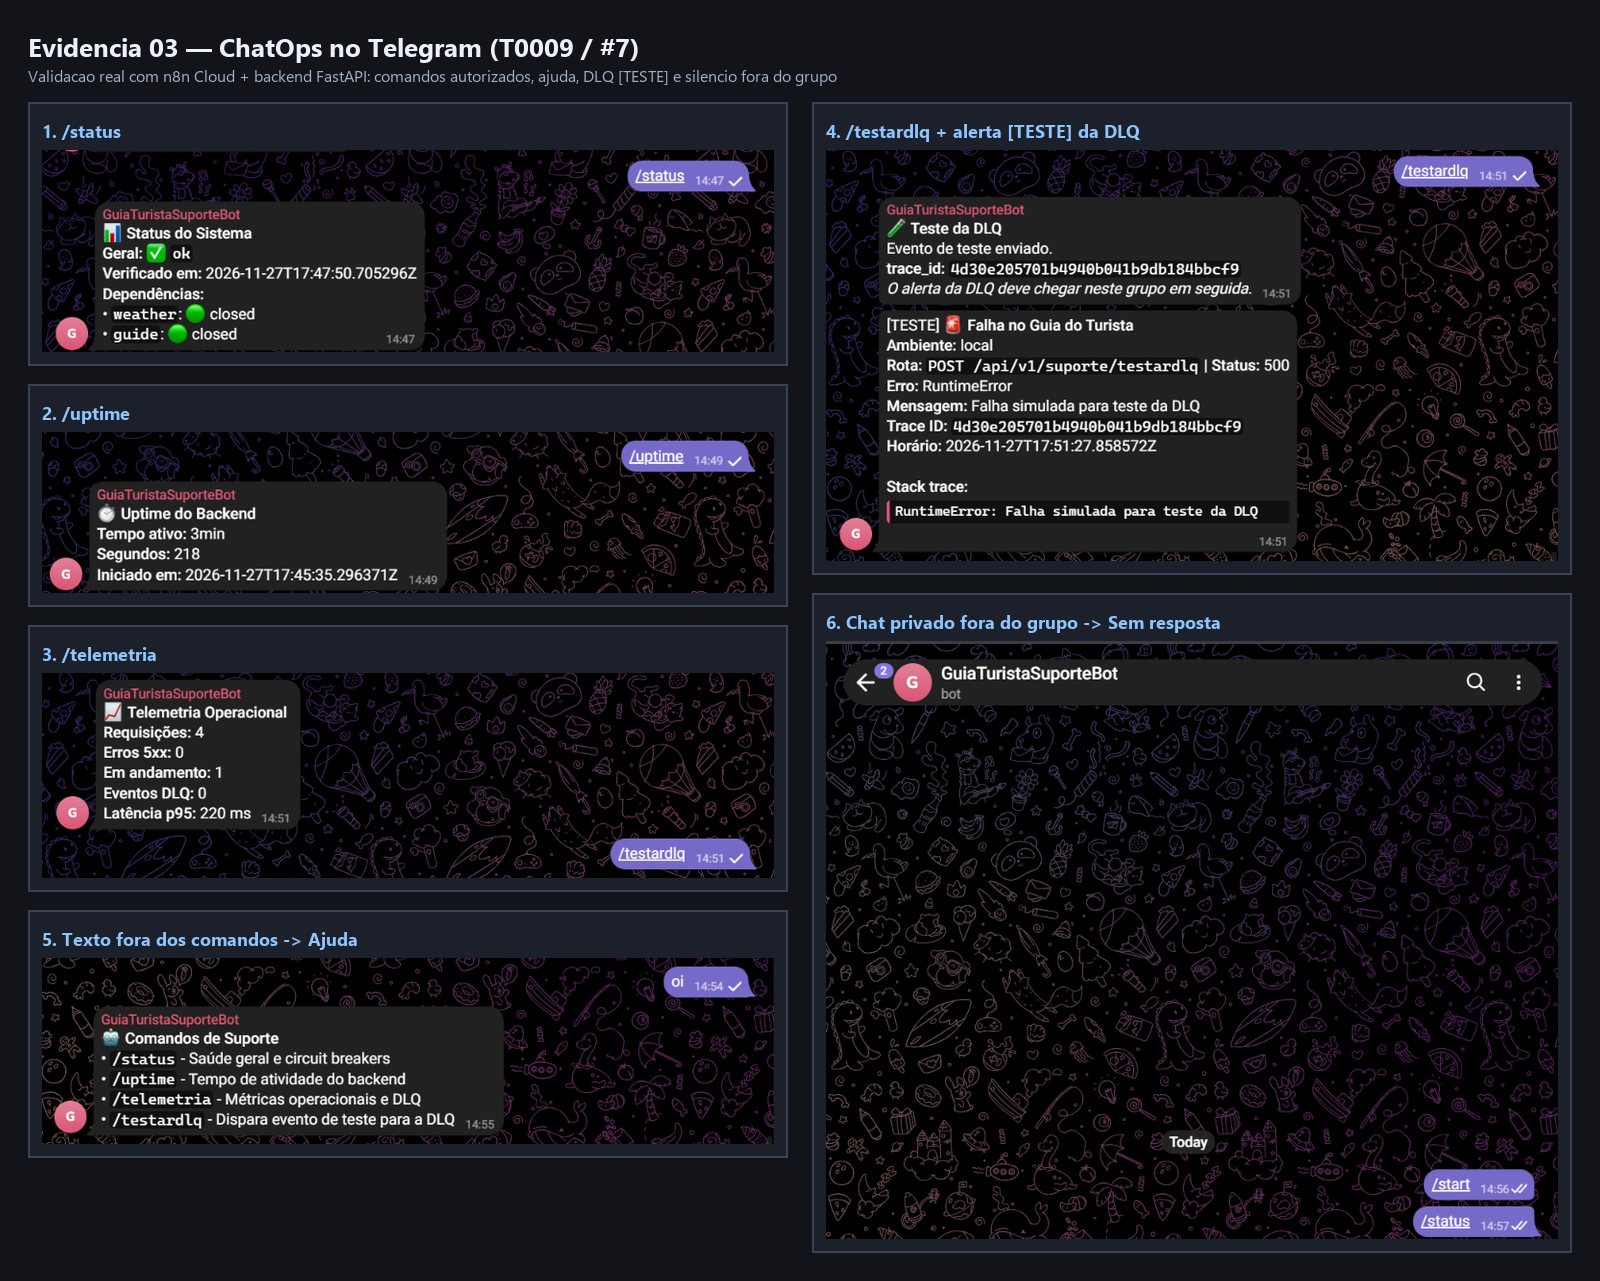 Evidencia 03 — ChatOps no Telegram (T0009 / #7)
Validacao real com n8n Cloud + backend FastAPI: comandos autorizados, ajuda, DLQ [TESTE] e silencio fora do grupo
1. /status
/status 14:47
GuiaTuristaSuporteBot
Status do Sistema
Geral: ok
Verificado em: 2026-11-27T17:47:50.705296Z
Dependências:
• weather: closed
• guide: closed
G
14:47
2. /uptime
/uptime 14:49
GuiaTuristaSuporteBot
Uptime do Backend
Tempo ativo: 3min
Segundos: 218
Iniciado em: 2026-11-27T17:45:35.296371Z 14:49
G
3. /telemetria
GuiaTuristaSuporteBot
Telemetria Operacional
Requisições: 4
Erros 5xx: 0
Em andamento: 1
Eventos DLQ: 0
Latência p95: 220 ms 14:51
G
/testardlq 14:51
5. Texto fora dos comandos -> Ajuda
oi 14:54
GuiaTuristaSuporteBot
Comandos de Suporte
• /status - Saúde geral e circuit breakers
• /uptime - Tempo de atividade do backend
• /telemetria - Métricas operacionais e DLQ
• /testardlq - Dispara evento de teste para a DLQ 14:55
G
4. /testardlq + alerta [TESTE] da DLQ
/testardlq 14:51
GuiaTuristaSuporteBot
Teste da DLQ
Evento de teste enviado.
trace_id: 4d30e205701b4940b041b9db184bbcf9
O alerta da DLQ deve chegar neste grupo em seguida. 14:51
[TESTE] Falha no Guia do Turista
Ambiente: local
Rota: POST /api/v1/suporte/testardlq | Status: 500
Erro: RuntimeError
Mensagem: Falha simulada para teste da DLQ
Trace ID: 4d30e205701b4940b041b9db184bbcf9
Horário: 2026-11-27T17:51:27.858572Z
Stack trace:
RuntimeError: Falha simulada para teste da DLQ
G
14:51
6. Chat privado fora do grupo -> Sem resposta
2
G
GuiaTuristaSuporteBot
bot
Today
/start 14:56
/status 14:57